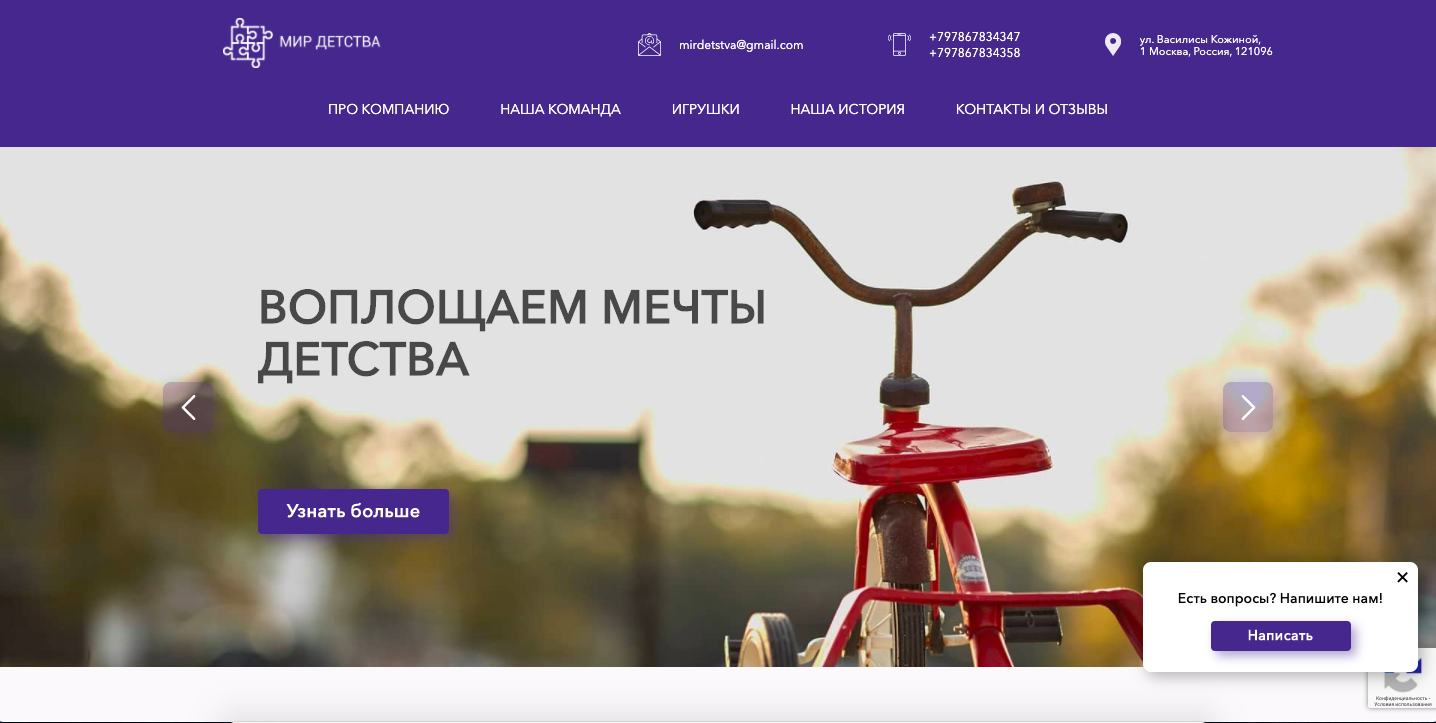 МИР ДЕТСТВА
mirdetstva@gmail.com
+797867834347
+797867834358
ул. Василисы Кожиной,
1 Москва, Россия, 121096
ПРО КОМПАНИЮ НАША КОМАНДА ИГРУШКИ НАША ИСТОРИЯ КОНТАКТЫ И ОТЗЫВЫ
ВОПЛОЩАЕМ МЕЧТЫ
ДЕТСТВА
Узнать больше
Есть вопросы? Напишите нам!
Написать
Конфиденциальность -
Условия использования